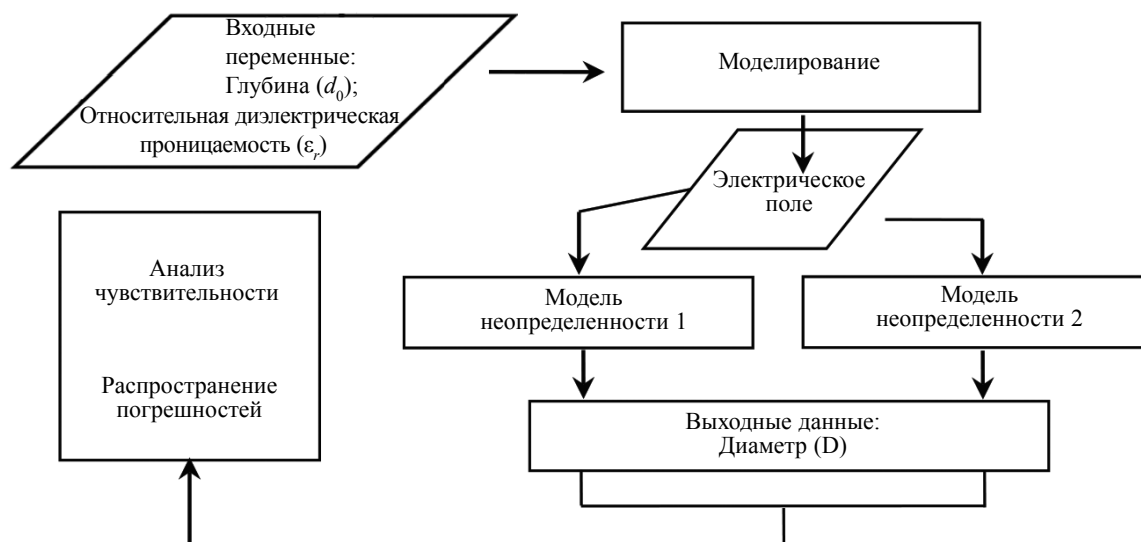 Входные
переменные:
Глубина (d₀);
Относительная диэлектрическая
проницаемость (εᵣ)
Моделирование
Электрическое
поле
Модель
неопределенности 1
Модель
неопределенности 2
Выходные данные:
Диаметр (D)
Анализ
чувствительности
Распространение
погрешностей